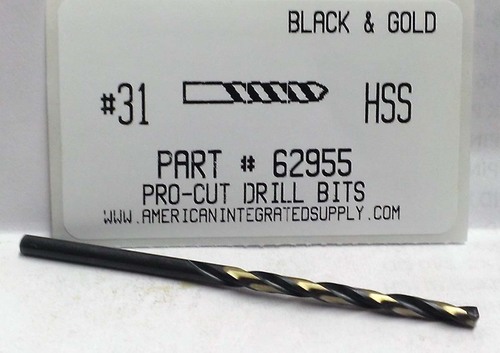 BLACK & GOLD
#31 HSS
PART # 62955
PRO-CUT DRILL BITS
WWW.AMERICANINTEGRATEDSUPPLY.COM